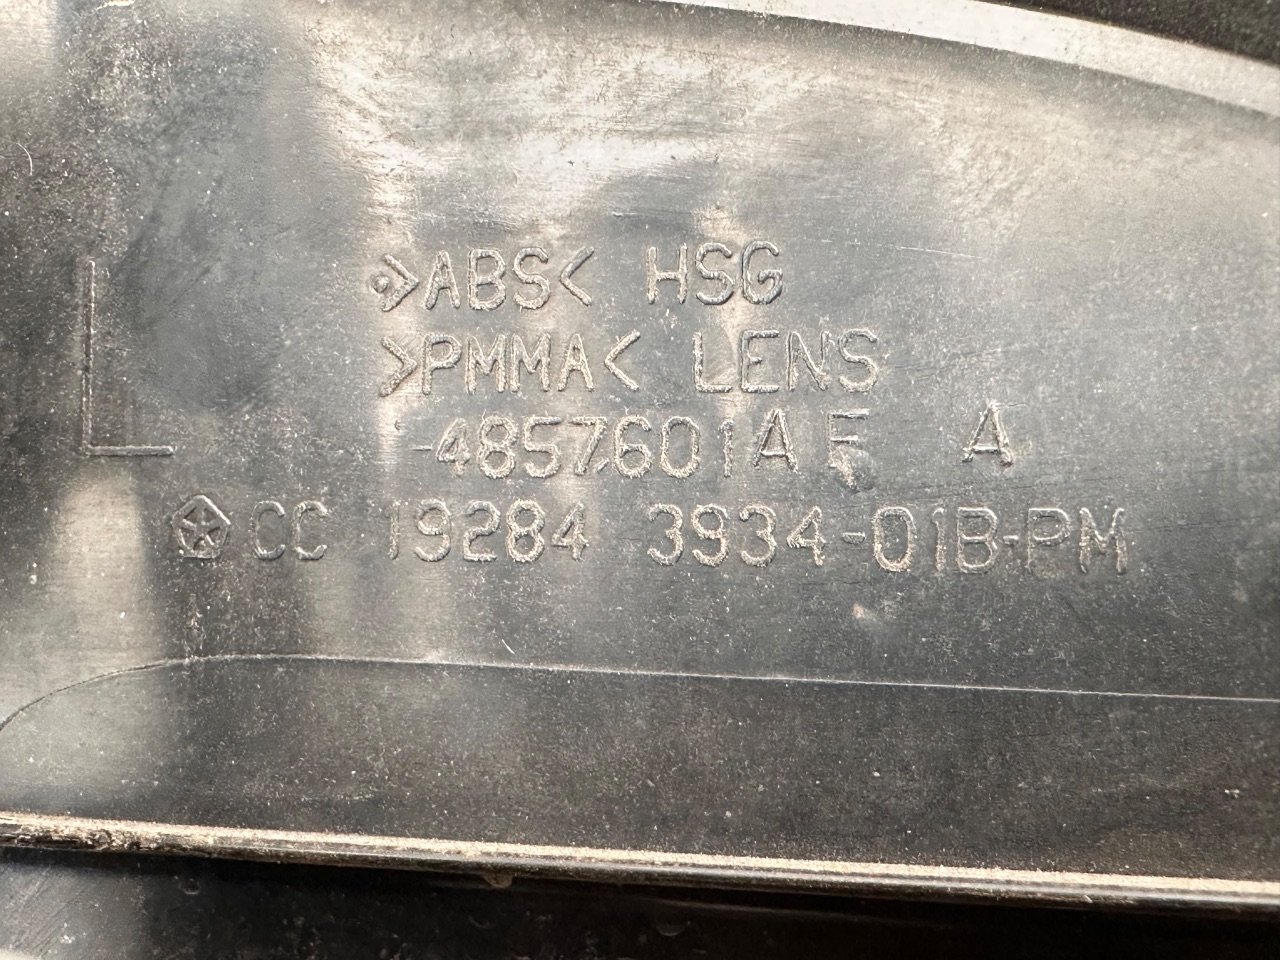 >ABS< HSG
>PMMA< LENS
-4857601AF A
CC 19284 3934-01B-PM